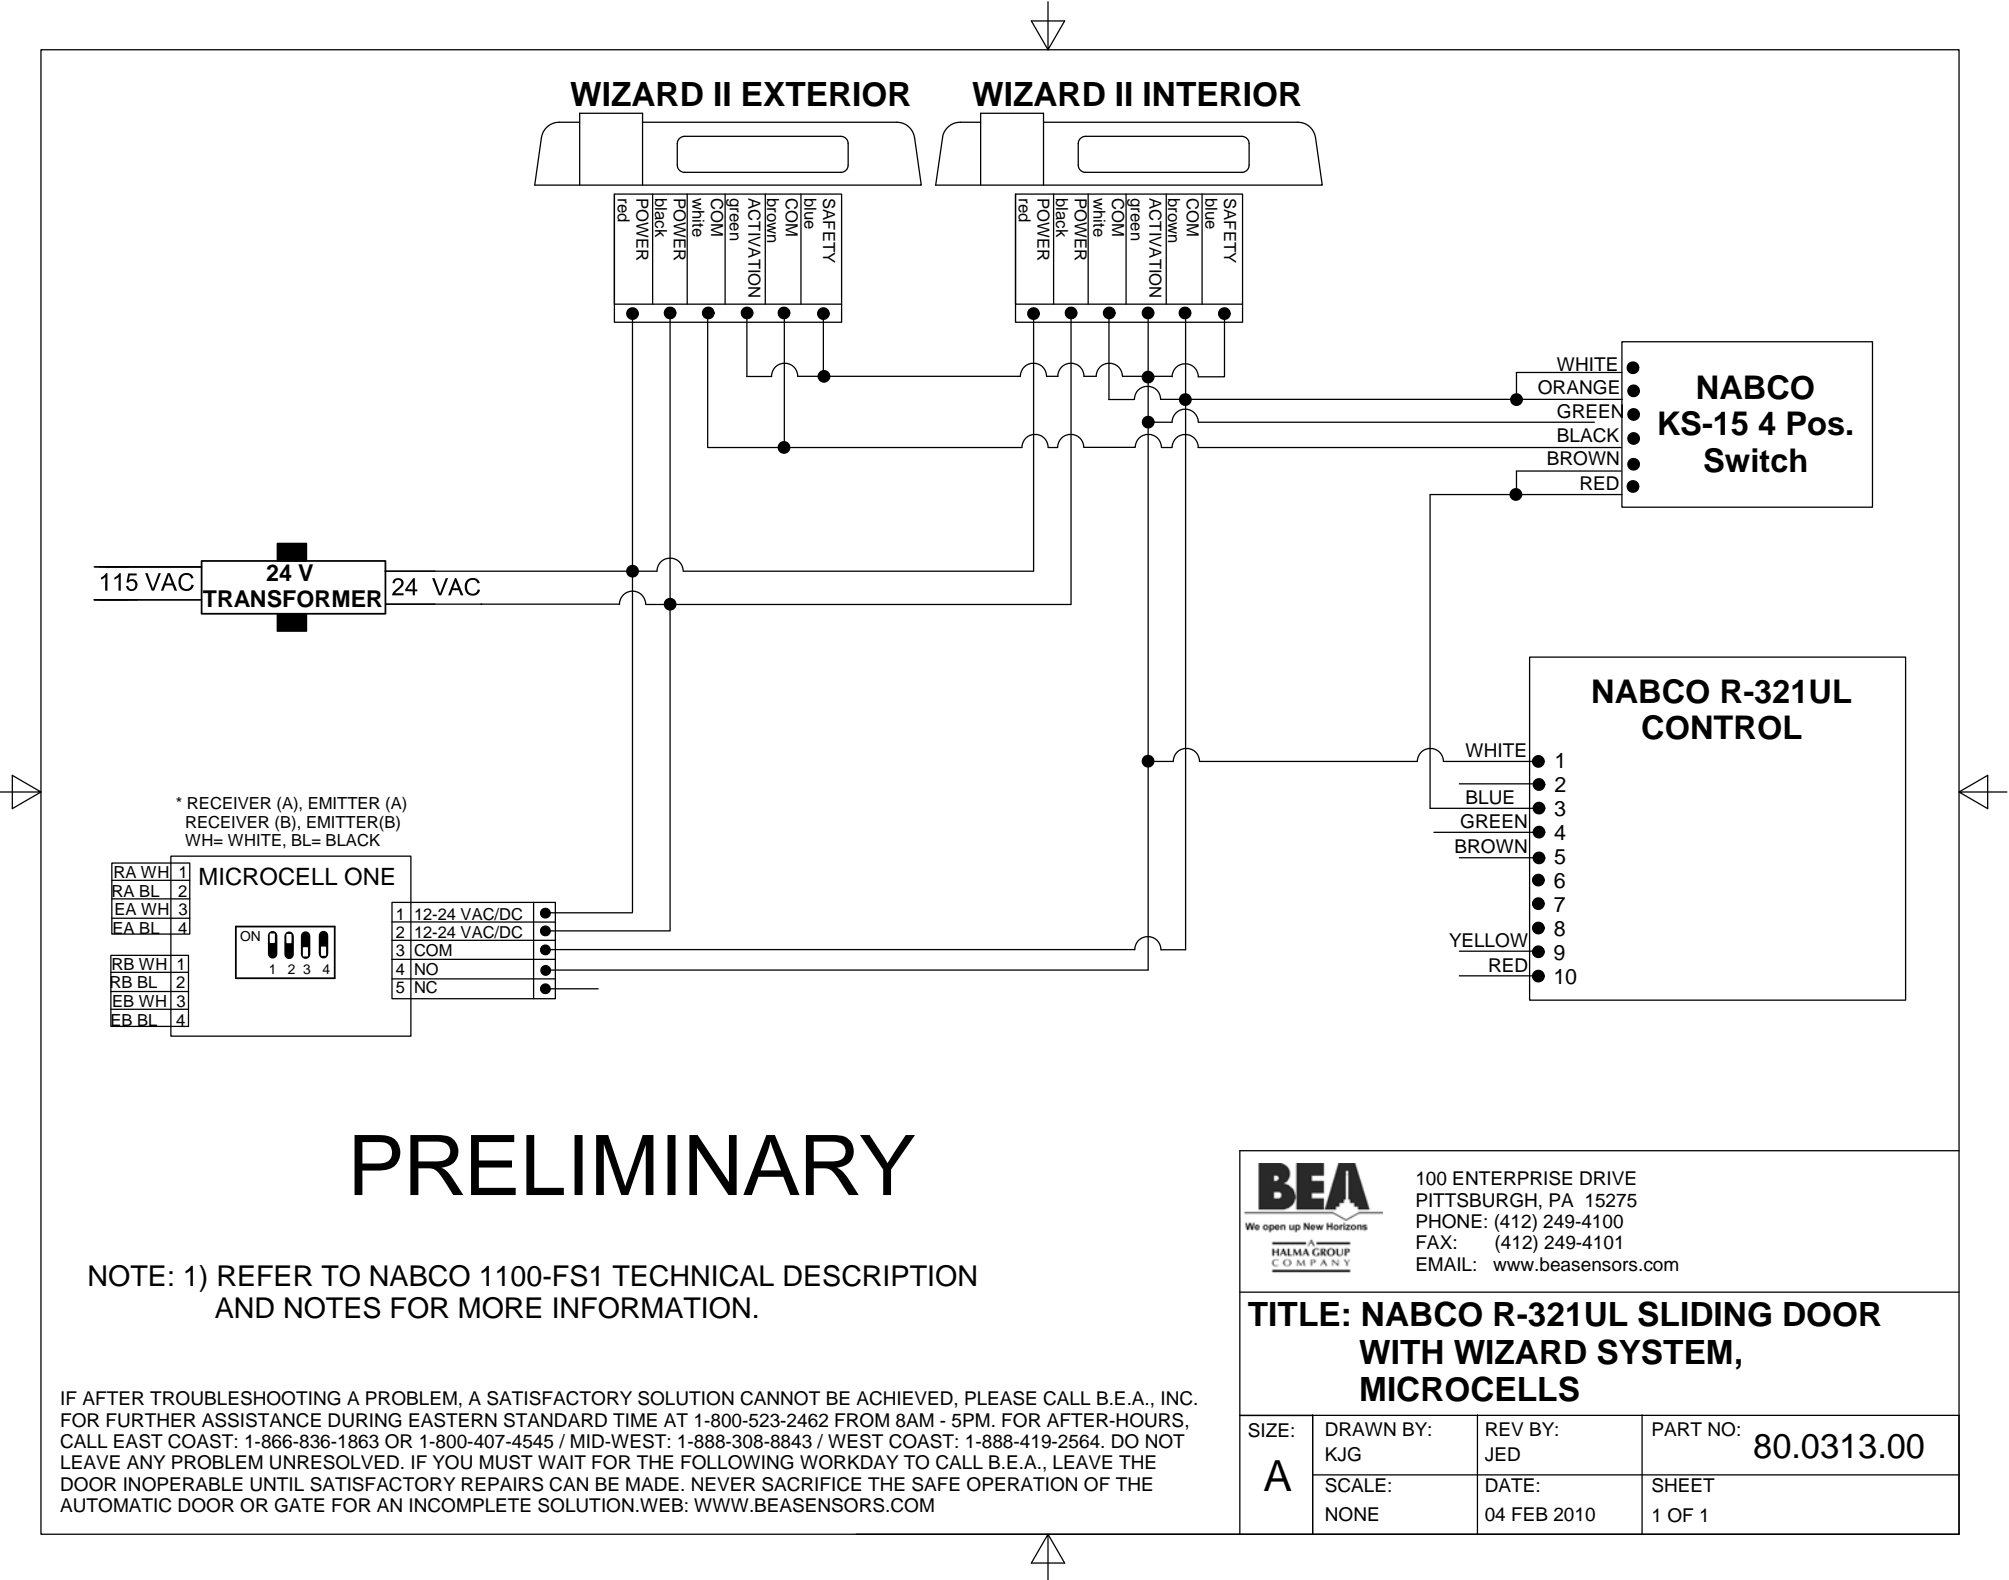 WIZARD II EXTERIOR
WIZARD II INTERIOR
POWER
red
POWER
black
COM
white
ACTIVATION
green
COM
brown
SAFETY
blue
POWER
red
POWER
black
COM
white
ACTIVATION
green
COM
brown
SAFETY
blue
WHITE
ORANGE
GREEN
BLACK
BROWN
RED
NABCO
KS-15 4 Pos.
Switch
115 VAC
24 V
TRANSFORMER
24 VAC
NABCO R-321UL
CONTROL
WHITE 1
2
BLUE 3
GREEN 4
BROWN 5
6
7
8
YELLOW 9
RED 10
* RECEIVER (A), EMITTER (A)
RECEIVER (B), EMITTER(B)
WH= WHITE, BL= BLACK
MICROCELL ONE
RA WH 1
RA BL 2
EA WH 3
EA BL 4
RB WH 1
RB BL 2
EB WH 3
EB BL 4
ON
1 2 3 4
1 12-24 VAC/DC
2 12-24 VAC/DC
3 COM
4 NO
5 NC
PRELIMINARY
NOTE: 1) REFER TO NABCO 1100-FS1 TECHNICAL DESCRIPTION
AND NOTES FOR MORE INFORMATION.
IF AFTER TROUBLESHOOTING A PROBLEM, A SATISFACTORY SOLUTION CANNOT BE ACHIEVED, PLEASE CALL B.E.A., INC.
FOR FURTHER ASSISTANCE DURING EASTERN STANDARD TIME AT 1-800-523-2462 FROM 8AM - 5PM. FOR AFTER-HOURS,
CALL EAST COAST: 1-866-836-1863 OR 1-800-407-4545 / MID-WEST: 1-888-308-8843 / WEST COAST: 1-888-419-2564. DO NOT
LEAVE ANY PROBLEM UNRESOLVED. IF YOU MUST WAIT FOR THE FOLLOWING WORKDAY TO CALL B.E.A., LEAVE THE
DOOR INOPERABLE UNTIL SATISFACTORY REPAIRS CAN BE MADE. NEVER SACRIFICE THE SAFE OPERATION OF THE
AUTOMATIC DOOR OR GATE FOR AN INCOMPLETE SOLUTION.WEB: WWW.BEASENSORS.COM
BEA
We open up New Horizons
A
HALMA GROUP
COMPANY
100 ENTERPRISE DRIVE
PITTSBURGH, PA 15275
PHONE: (412) 249-4100
FAX: (412) 249-4101
EMAIL: www.beasensors.com
TITLE: NABCO R-321UL SLIDING DOOR
WITH WIZARD SYSTEM,
MICROCELLS
SIZE:
A
DRAWN BY:
KJG
REV BY:
JED
PART NO: 80.0313.00
SCALE:
NONE
DATE:
04 FEB 2010
SHEET
1 OF 1